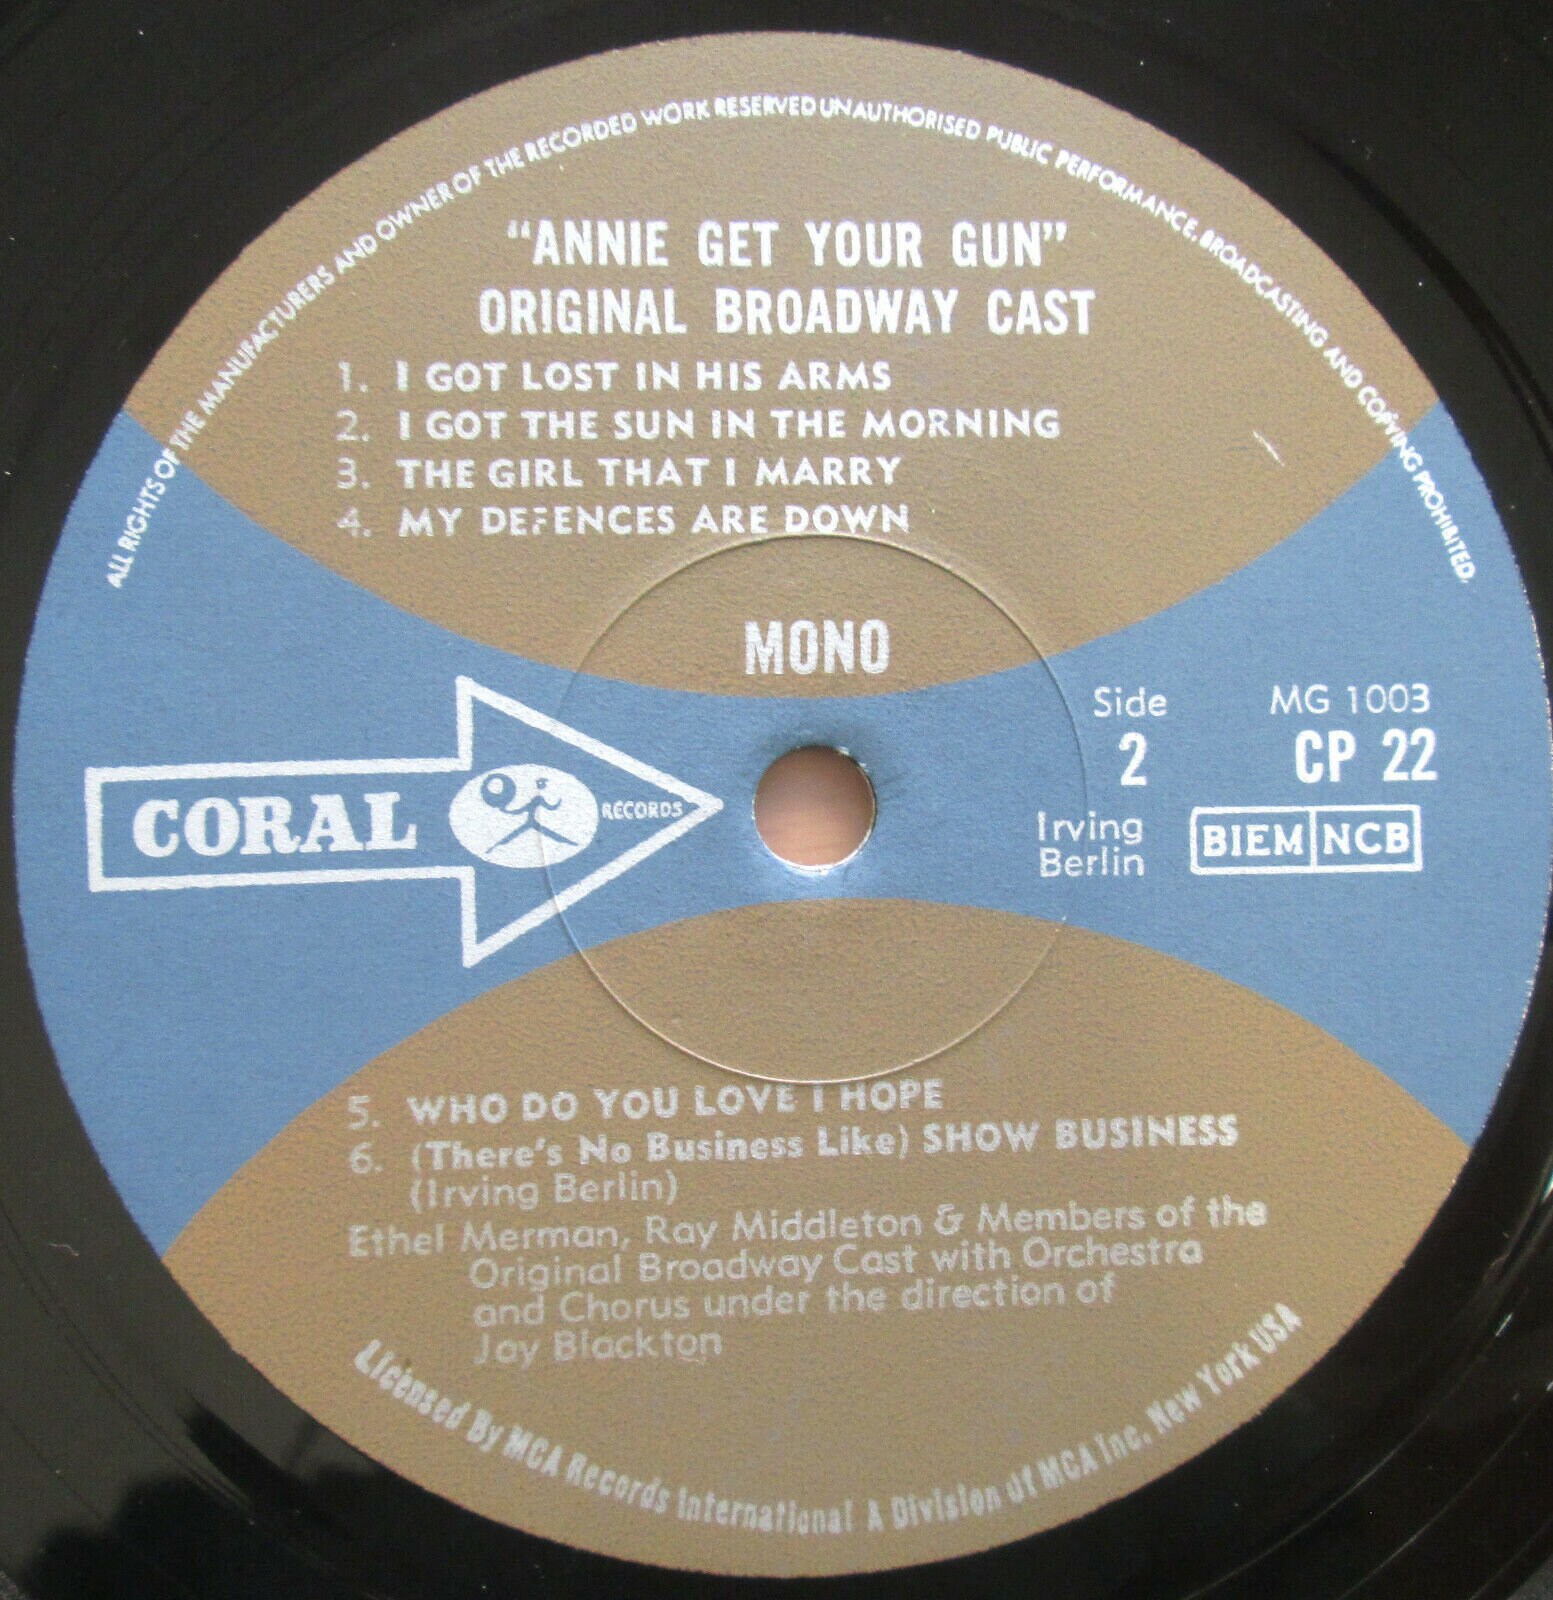 ALL RIGHTS OF THE MANUFACTURERS AND OWNER OF THE RECORDED WORK RESERVED UNAUTHORISED PUBLIC PERFORMANCE, BROADCASTING AND COPYING PROHIBITED.
"ANNIE GET YOUR GUN"
ORIGINAL BROADWAY CAST
1. I GOT LOST IN HIS ARMS
2. I GOT THE SUN IN THE MORNING
3. THE GIRL THAT I MARRY
4. MY DEFENCES ARE DOWN
MONO
CORAL RECORDS
Side
2
MG 1003
CP 22
Irving
Berlin
BIEM NCB
5. WHO DO YOU LOVE I HOPE
6. (There's No Business Like) SHOW BUSINESS
(Irving Berlin)
Ethel Merman, Ray Middleton & Members of the
Original Broadway Cast with Orchestra
and Chorus under the direction of
Jay Blackton
Licensed By MCA Records International A Division Of MCA Inc. New York USA